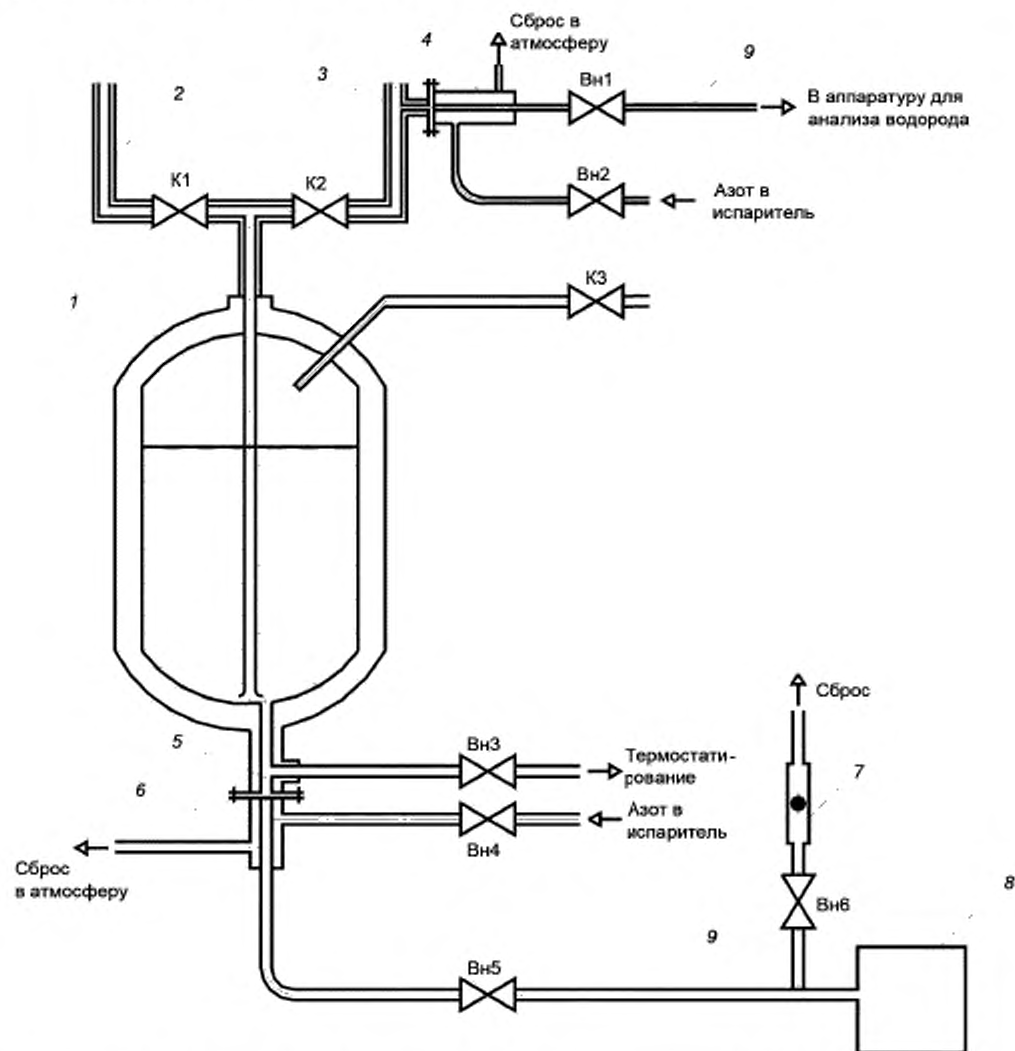 Сброс в
атмосферу
4
9
3
2
Вн1
В аппаратуру для
анализа водорода
К1
К2
Вн2
Азот в
испаритель
К3
1
Сброс
5
Вн3
Термостати-
рование
7
6
Азот в
испаритель
Вн4
Сброс
в атмосферу
8
Вн6
9
Вн5